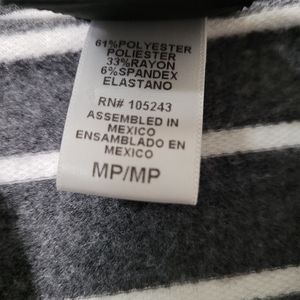 61%POLYESTER
POLIESTER
33%RAYON
6%SPANDEX
ELASTANO
RN# 105243
ASSEMBLED IN
MEXICO
ENSAMBLADO EN
MEXICO
MP/MP